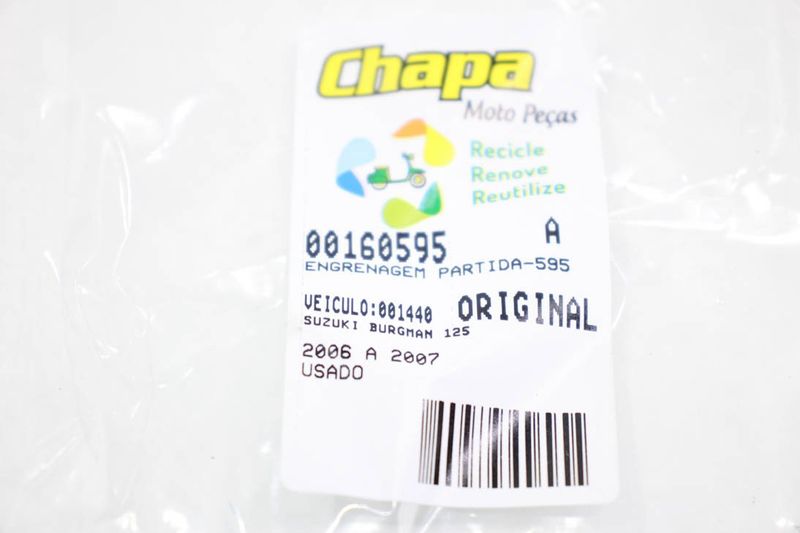 Chapa
Moto Peças
Recicle
Renove
Reutilize
00160595 A
ENGRENAGEM PARTIDA-595
VEICULO:001440 ORIGINAL
SUZUKI BURGMAN 125
2006 A 2007
USADO